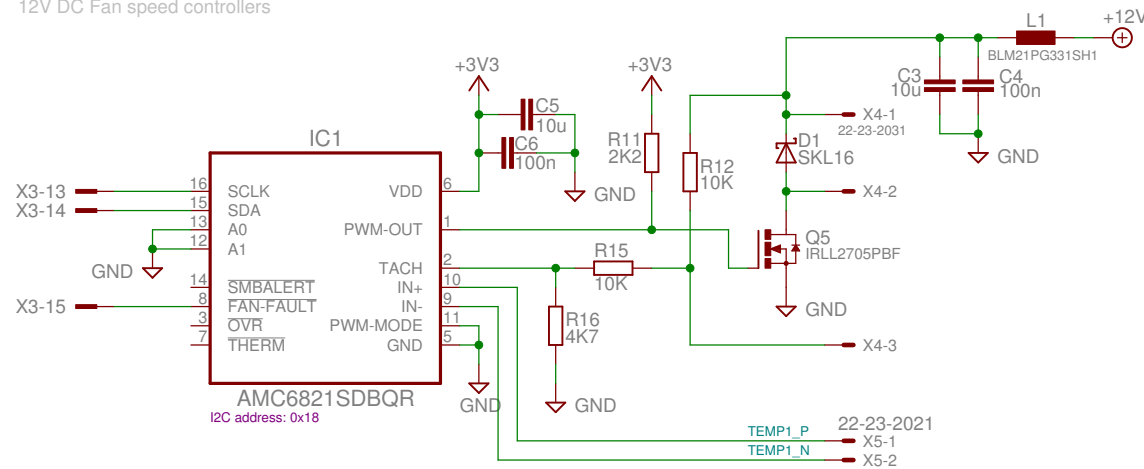 12V DC Fan speed controllers
L1
+12V
BLM21PG331SH1
C3
10u
C4
100n
+3V3
+3V3
C5
10u
C6
100n
GND
R11
2K2
R12
10K
X4-1
22-23-2031
D1
SKL16
X4-2
GND
IC1
X3-13
16
SCLK
VDD
6
X3-14
15
SDA
13
A0
PWM-OUT
1
12
A1
GND
TACH
2
R15
10K
Q5
IRLL2705PBF
14
SMBALERT
IN+
10
X3-15
8
FAN-FAULT
IN-
9
GND
3
OVR
PWM-MODE
11
R16
4K7
7
THERM
GND
5
X4-3
AMC6821SDBQR
GND
GND
I2C address: 0x18
22-23-2021
TEMP1_P
X5-1
TEMP1_N
X5-2